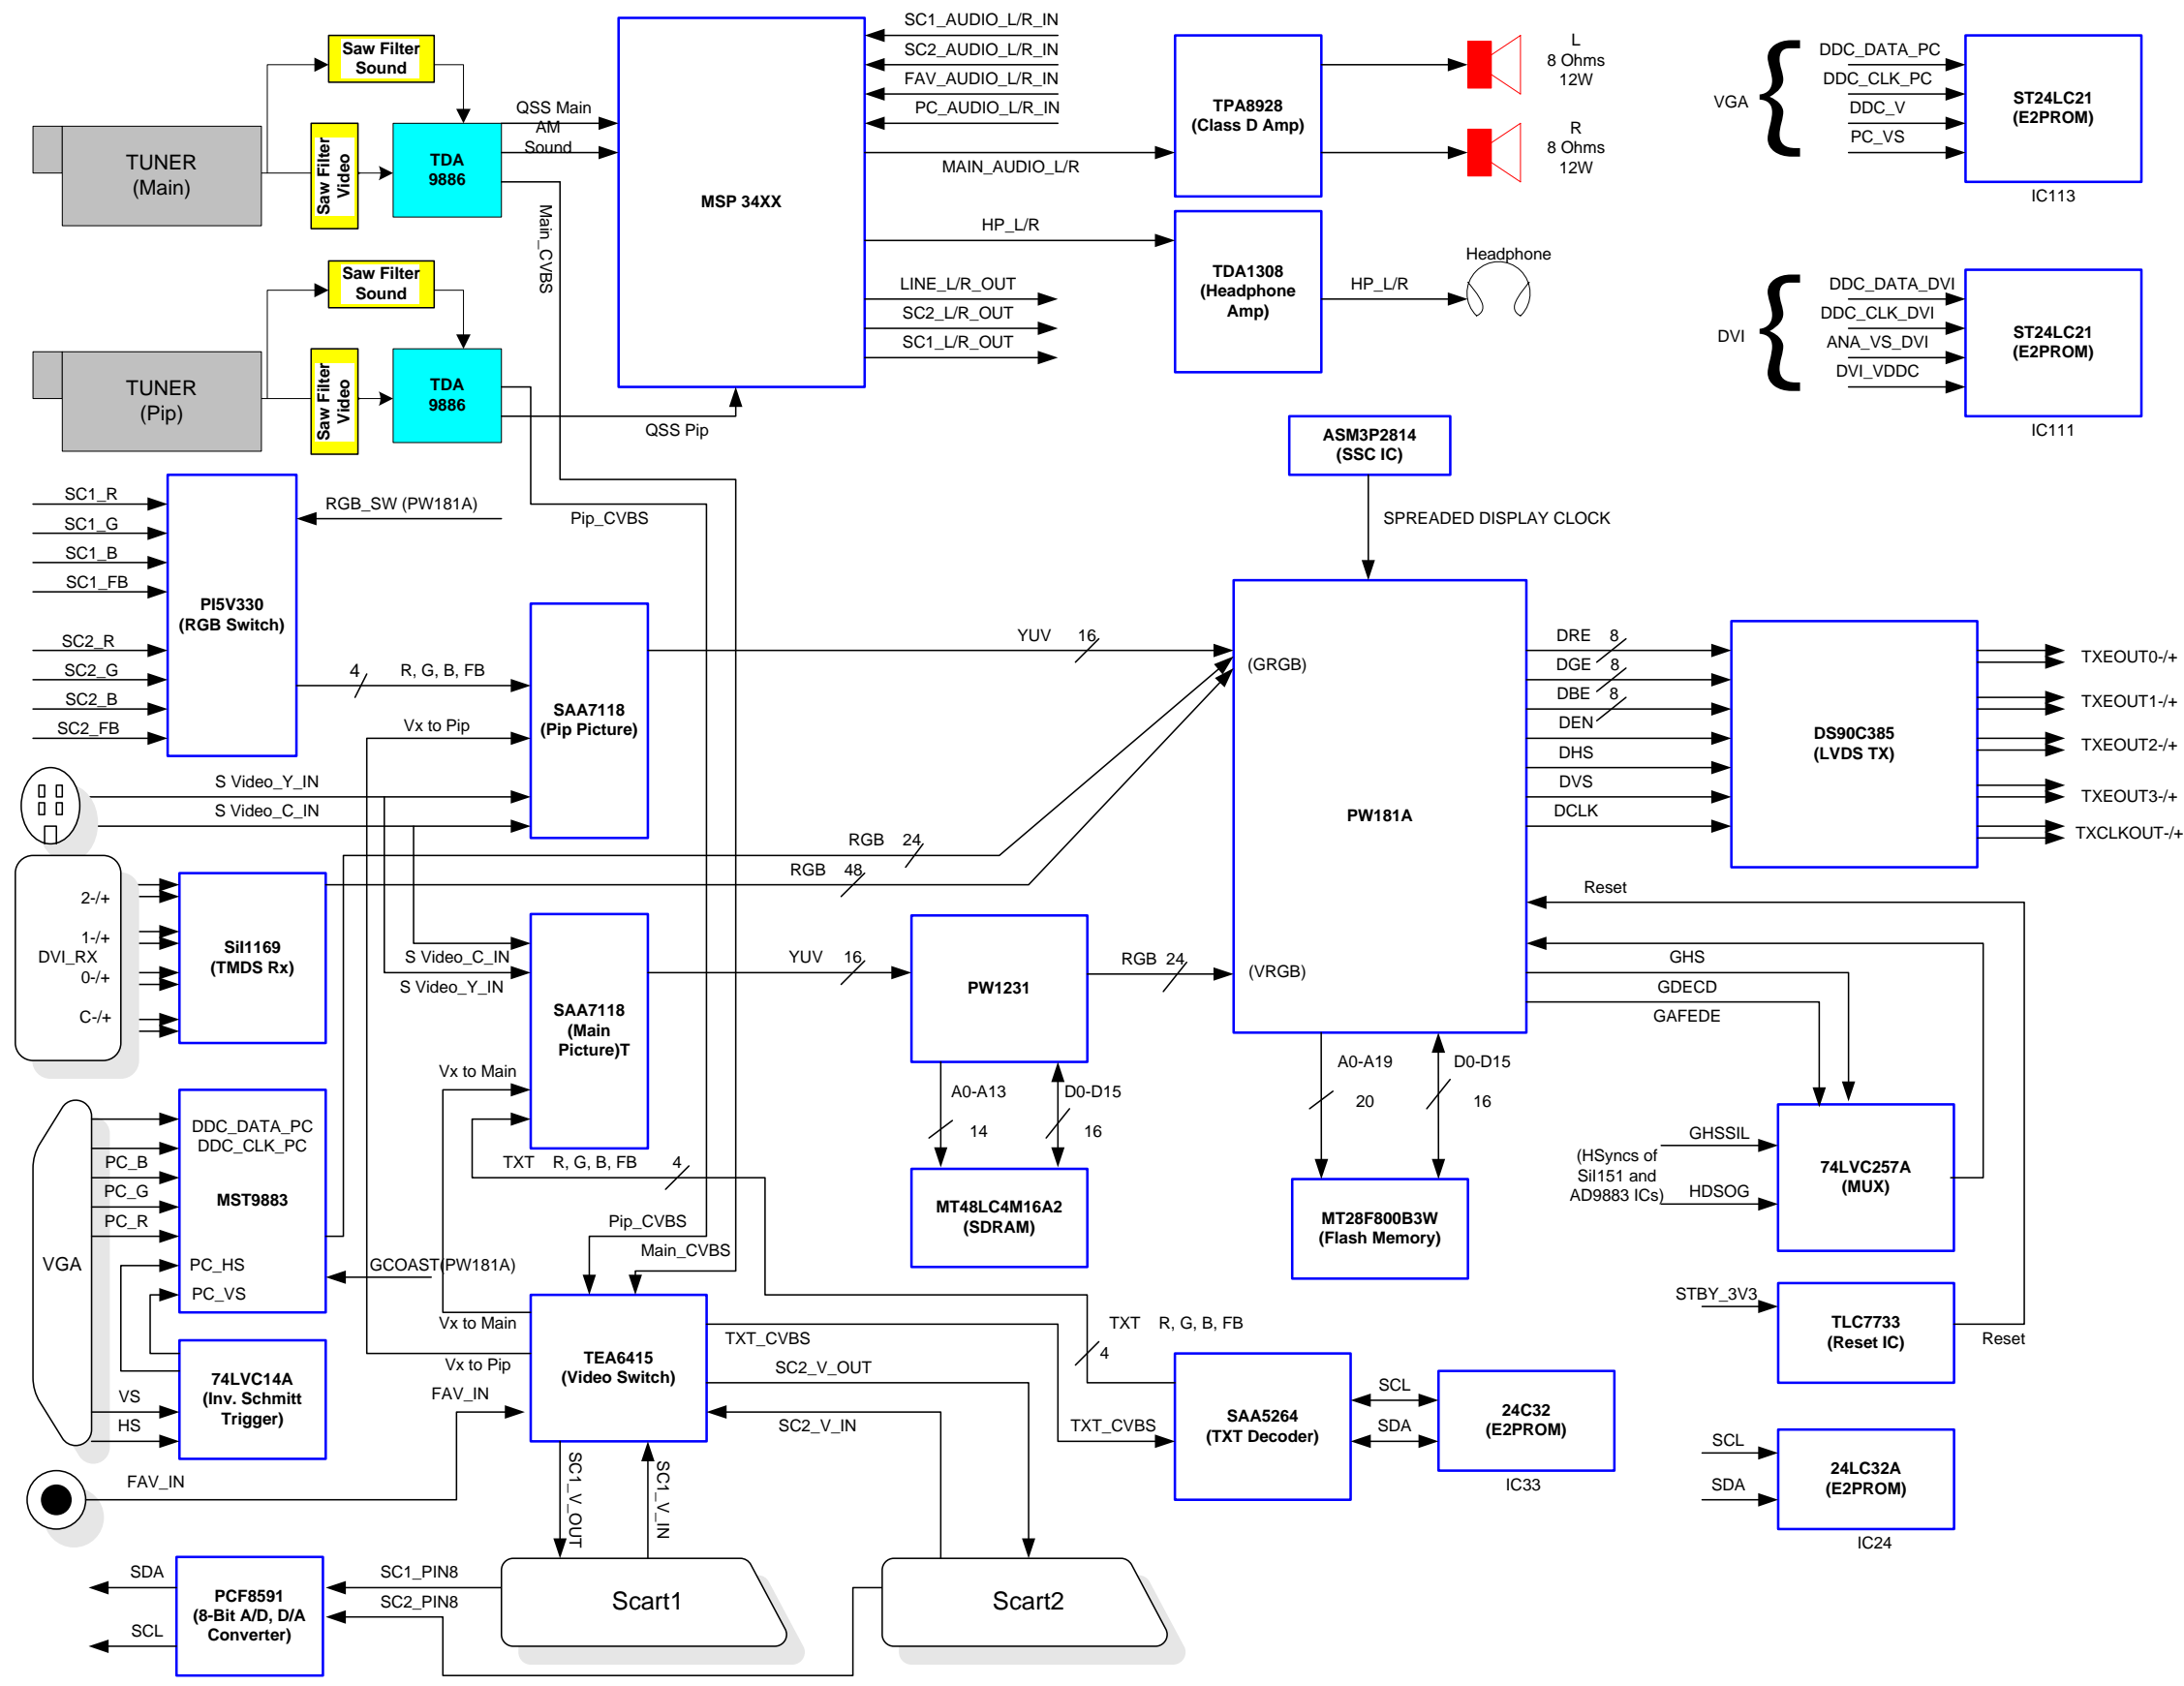 Saw Filter
Sound
TUNER
(Main)
Saw Filter
Video
TDA
9886
QSS Main
AM
Sound
Main_CVBS
MSP 34XX
SC1_AUDIO_L/R_IN
SC2_AUDIO_L/R_IN
FAV_AUDIO_L/R_IN
PC_AUDIO_L/R_IN
MAIN_AUDIO_L/R
HP_L/R
LINE_L/R_OUT
SC2_L/R_OUT
SC1_L/R_OUT
TPA8928
(Class D Amp)
L
8 Ohms
12W
R
8 Ohms
12W
TDA1308
(Headphone
Amp)
HP_L/R
Headphone
VGA
DDC_DATA_PC
DDC_CLK_PC
DDC_V
PC_VS
ST24LC21
(E2PROM)
IC113
DVI
DDC_DATA_DVI
DDC_CLK_DVI
ANA_VS_DVI
DVI_VDDC
ST24LC21
(E2PROM)
IC111
Saw Filter
Sound
TUNER
(Pip)
Saw Filter
Video
TDA
9886
QSS Pip
Pip_CVBS
ASM3P2814
(SSC IC)
SPREADED DISPLAY CLOCK
SC1_R
SC1_G
SC1_B
SC1_FB
SC2_R
SC2_G
SC2_B
SC2_FB
PI5V330
(RGB Switch)
RGB_SW (PW181A)
4
R, G, B, FB
Vx to Pip
S Video_Y_IN
S Video_C_IN
SAA7118
(Pip Picture)
YUV
16
(GRGB)
PW181A
(VRGB)
DRE
8
DGE
8
DBE
8
DEN
DHS
DVS
DCLK
DS90C385
(LVDS TX)
TXEOUT0-/+
TXEOUT1-/+
TXEOUT2-/+
TXEOUT3-/+
TXCLKOUT-/+
RGB
24
RGB
48
2-/+
1-/+
DVI_RX
0-/+
C-/+
SiI1169
(TMDS Rx)
S Video_C_IN
S Video_Y_IN
SAA7118
(Main
Picture)T
Vx to Main
YUV
16
PW1231
RGB
24
A0-A13
14
D0-D15
16
MT48LC4M16A2
(SDRAM)
A0-A19
20
D0-D15
16
MT28F800B3W
(Flash Memory)
Reset
GHS
GDECD
GAFEDE
GHSSIL
(HSyncs of
SiI151 and
AD9883 ICs)
HDSOG
74LVC257A
(MUX)
STBY_3V3
TLC7733
(Reset IC)
Reset
VGA
DDC_DATA_PC
DDC_CLK_PC
PC_B
PC_G
PC_R
MST9883
PC_HS
PC_VS
GCOAST(PW181A)
74LVC14A
(Inv. Schmitt
Trigger)
VS
HS
FAV_IN
TXT
R, G, B, FB
4
Pip_CVBS
Main_CVBS
Vx to Main
Vx to Pip
FAV_IN
TEA6415
(Video Switch)
TXT_CVBS
SC2_V_OUT
SC2_V_IN
SC1_V_OUT
SC1_V_IN
TXT
R, G, B, FB
4
TXT_CVBS
SAA5264
(TXT Decoder)
SCL
SDA
24C32
(E2PROM)
IC33
SCL
SDA
24LC32A
(E2PROM)
IC24
SDA
SCL
PCF8591
(8-Bit A/D, D/A
Converter)
SC1_PIN8
SC2_PIN8
Scart1
Scart2